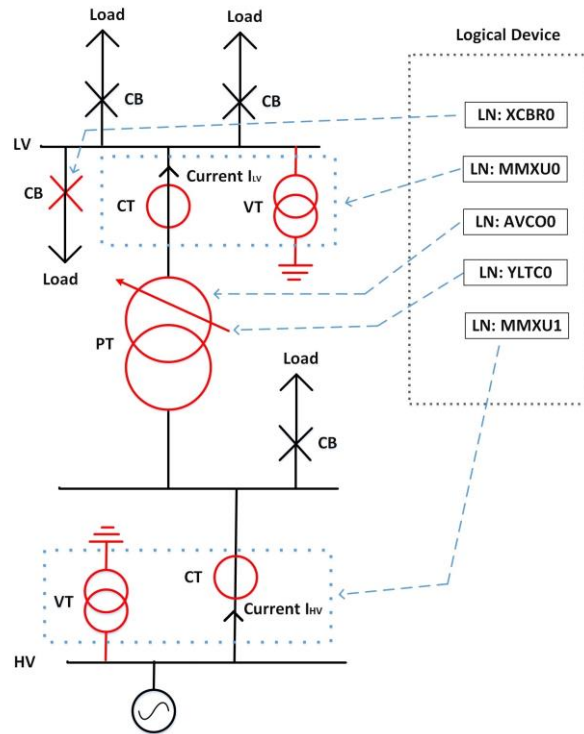 Load
Load
Logical Device
CB
CB
LN: XCBR0
LV
Current ILV
LN: MMXU0
CB
CT
VT
LN: AVCO0
Load
LN: YLTC0
PT
LN: MMXU1
Load
CB
CT
VT
Current IHV
HV